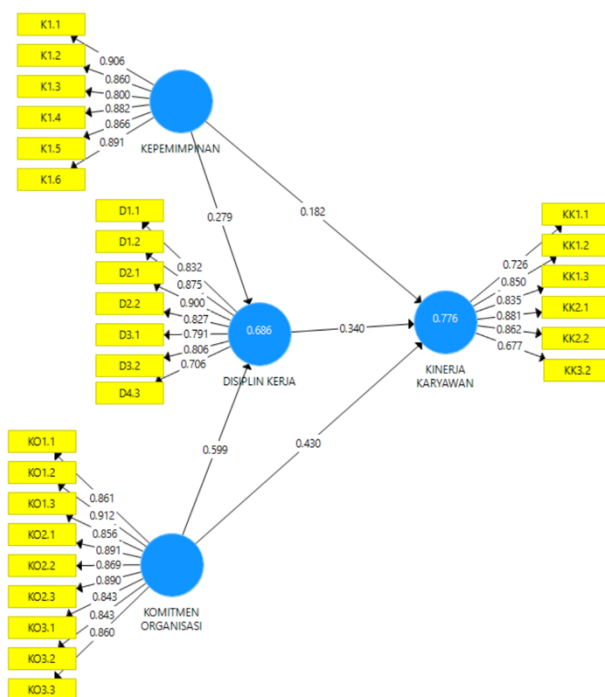 K1.1
K1.2
K1.3
K1.4
K1.5
K1.6
0.906
0.860
0.800
0.882
0.866
0.891
KEPEMIMPINAN
0.279
0.182
D1.1
D1.2
D2.1
D2.2
D3.1
D3.2
D4.3
0.832
0.875
0.900
0.827
0.791
0.806
0.706
0.686
DISIPLIN KERJA
0.340
KK1.1
KK1.2
KK1.3
KK2.1
KK2.2
KK3.2
0.726
0.850
0.835
0.881
0.862
0.677
0.776
KINERJA
KARYAWAN
0.599
0.430
KO1.1
KO1.2
KO1.3
KO2.1
KO2.2
KO2.3
KO3.1
KO3.2
KO3.3
0.861
0.912
0.856
0.891
0.869
0.890
0.843
0.843
0.860
KOMITMEN
ORGANISASI